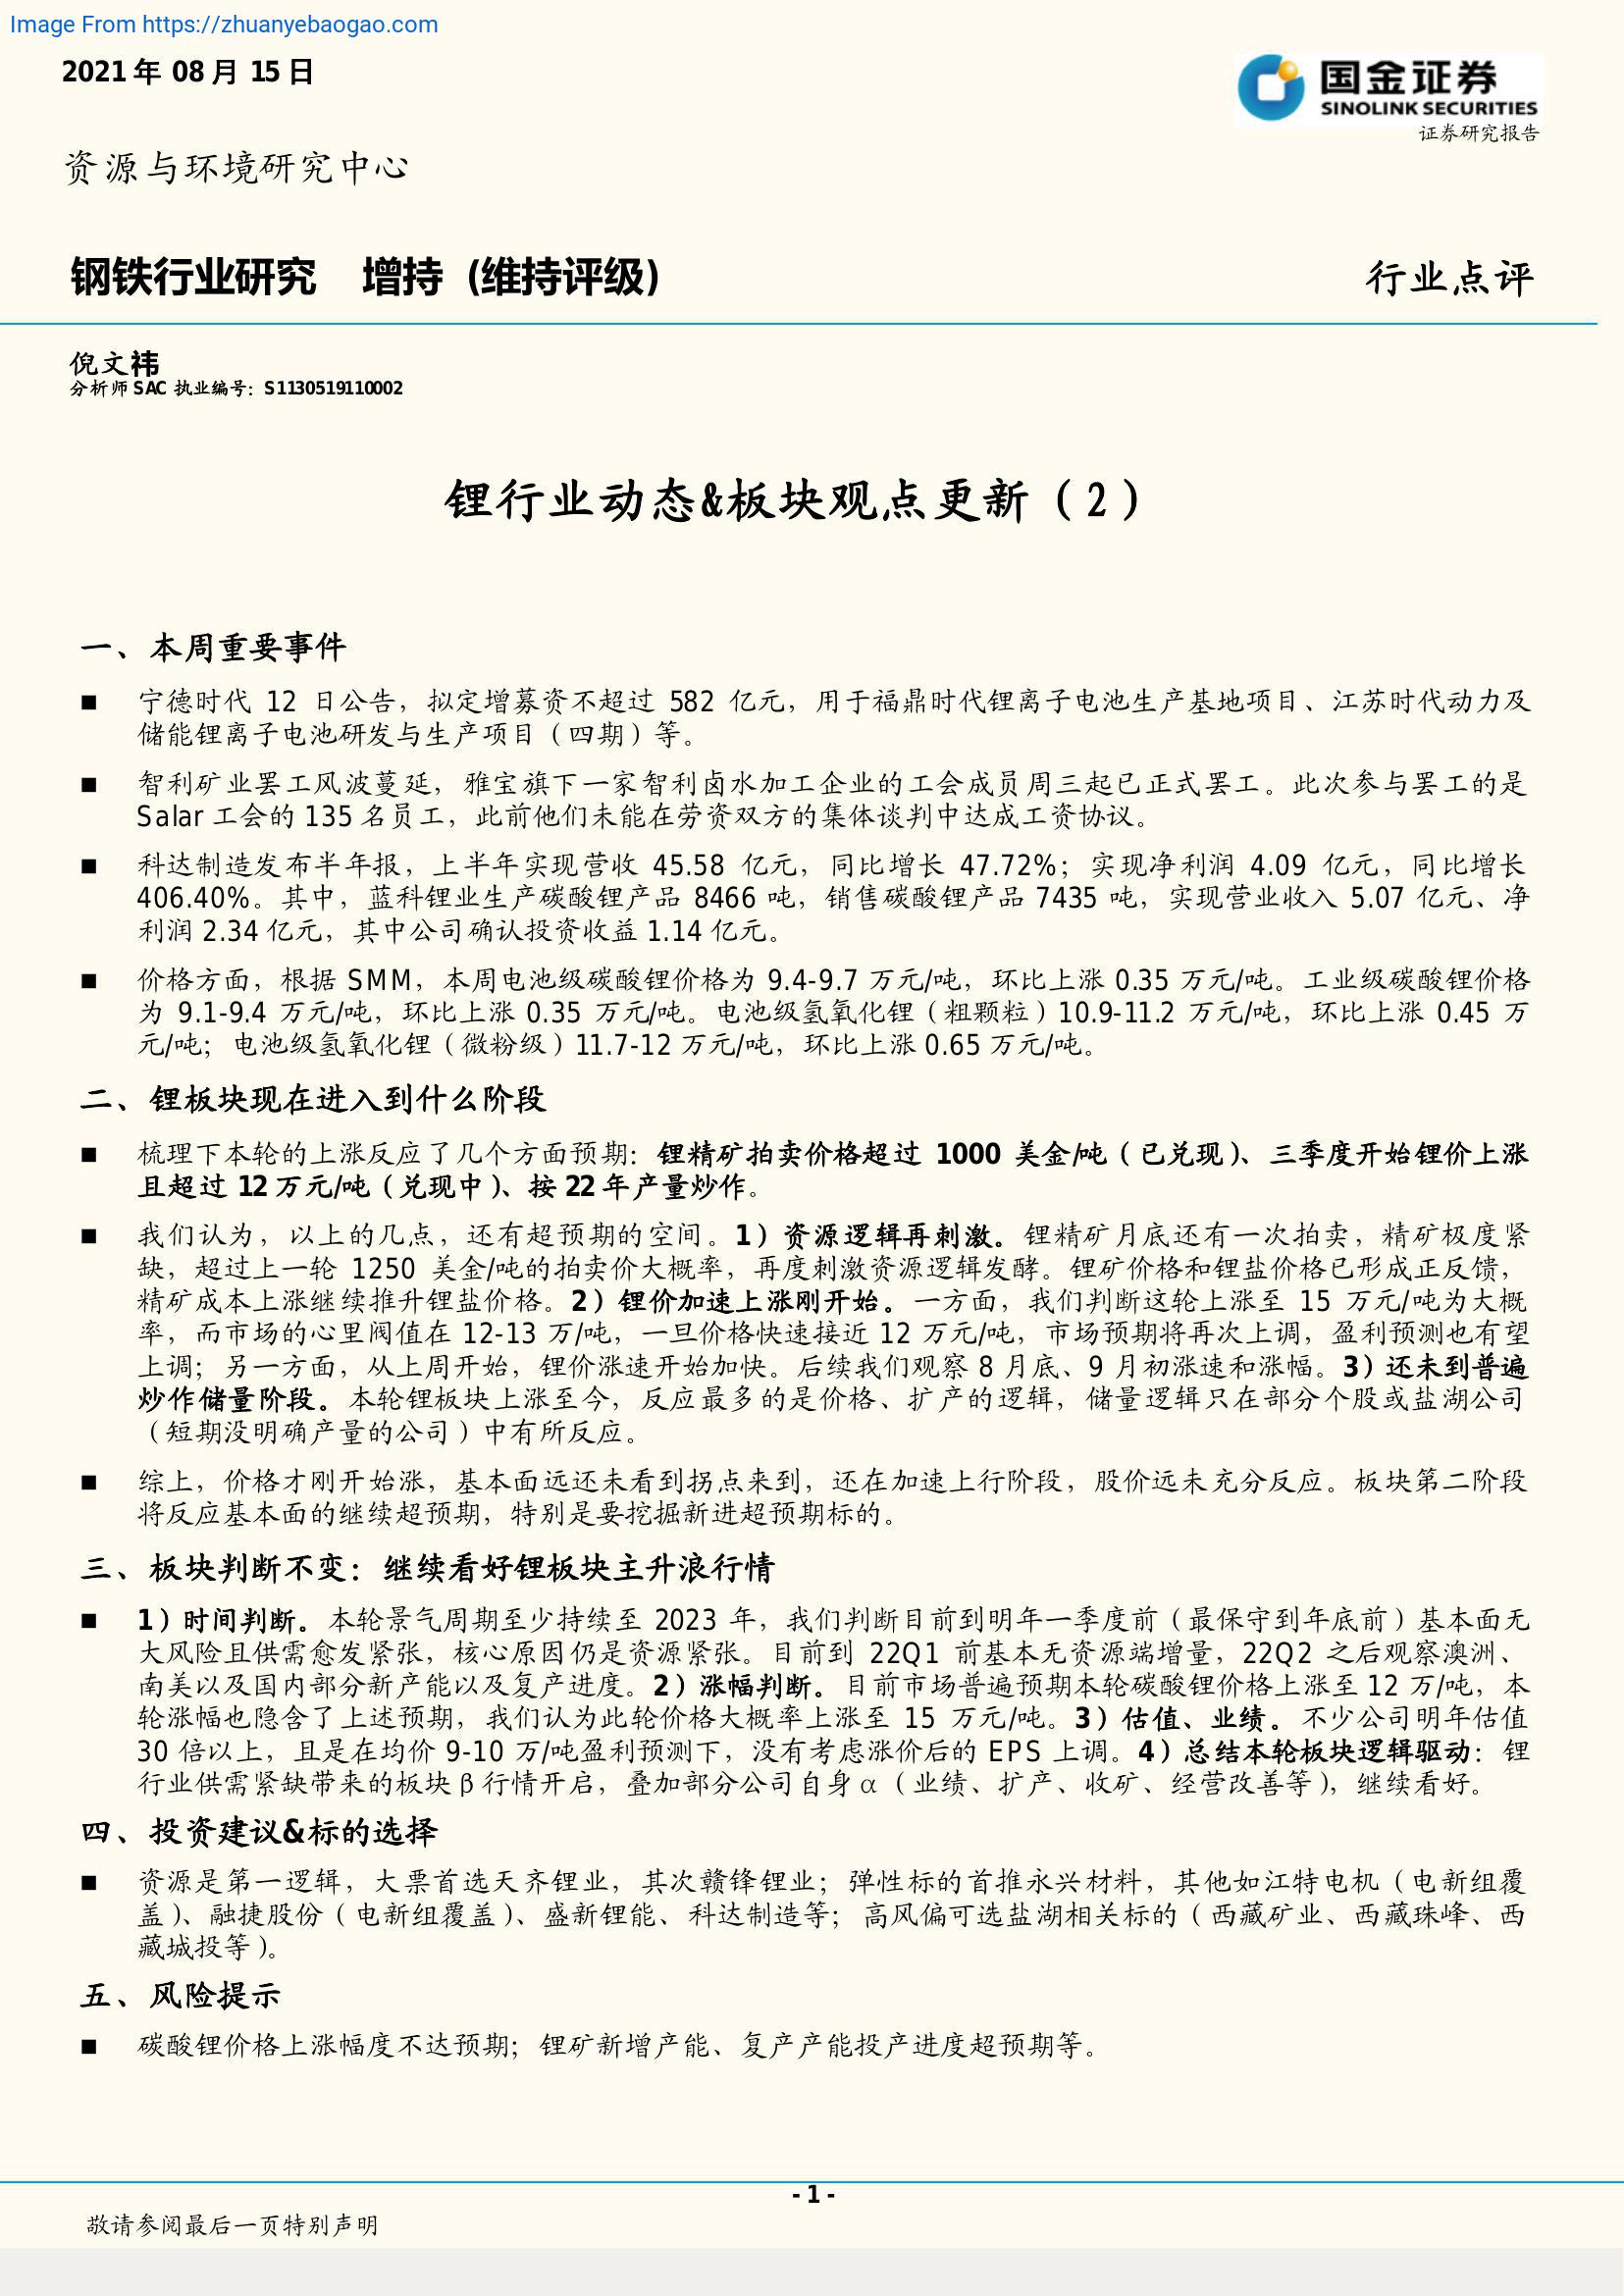 Image From https://zhuanyebaogao.com
2021 年 08 月 15 日
国金证券
SINOLINK SECURITIES
证券研究报告
资源与环境研究中心
钢铁行业研究 增持 (维持评级)
行业点评
倪文祎
分析师 SAC 执业编号：S1130519110002
锂行业动态&板块观点更新（2）
一、本周重要事件
■ 宁德时代 12 日公告，拟定增募资不超过 582 亿元，用于福鼎时代锂离子电池生产基地项目、江苏时代动力及
储能锂离子电池研发与生产项目（四期）等。
■ 智利矿业罢工风波蔓延，雅宝旗下一家智利卤水加工企业的工会成员周三起已正式罢工。此次参与罢工的是
Salar 工会的 135 名员工，此前他们未能在劳资双方的集体谈判中达成工资协议。
■ 科达制造发布半年报，上半年实现营收 45.58 亿元，同比增长 47.72%；实现净利润 4.09 亿元，同比增长
406.40%。其中，蓝科锂业生产碳酸锂产品 8466 吨，销售碳酸锂产品 7435 吨，实现营业收入 5.07 亿元、净
利润 2.34 亿元，其中公司确认投资收益 1.14 亿元。
■ 价格方面，根据 SMM，本周电池级碳酸锂价格为 9.4-9.7 万元/吨，环比上涨 0.35 万元/吨。工业级碳酸锂价格
为 9.1-9.4 万元/吨，环比上涨 0.35 万元/吨。电池级氢氧化锂（粗颗粒）10.9-11.2 万元/吨，环比上涨 0.45 万
元/吨；电池级氢氧化锂（微粉级）11.7-12 万元/吨，环比上涨 0.65 万元/吨。
二、锂板块现在进入到什么阶段
■ 梳理下本轮的上涨反应了几个方面预期：锂精矿拍卖价格超过 1000 美金/吨（已兑现）、三季度开始锂价上涨
且超过 12 万元/吨（兑现中）、按 22 年产量炒作。
■ 我们认为，以上的几点，还有超预期的空间。1）资源逻辑再刺激。锂精矿月底还有一次拍卖，精矿极度紧
缺，超过上一轮 1250 美金/吨的拍卖价大概率，再度刺激资源逻辑发酵。锂矿价格和锂盐价格已形成正反馈，
精矿成本上涨继续推升锂盐价格。2）锂价加速上涨刚开始。一方面，我们判断这轮上涨至 15 万元/吨为大概
率，而市场的心里阀值在 12-13 万/吨，一旦价格快速接近 12 万元/吨，市场预期将再次上调，盈利预测也有望
上调；另一方面，从上周开始，锂价涨速开始加快。后续我们观察 8 月底、9 月初涨速和涨幅。3）还未到普遍
炒作储量阶段。本轮锂板块上涨至今，反应最多的是价格、扩产的逻辑，储量逻辑只在部分个股或盐湖公司
（短期没明确产量的公司）中有所反应。
■ 综上，价格才刚开始涨，基本面远还未看到拐点来到，还在加速上行阶段，股价远未充分反应。板块第二阶段
将反应基本面的继续超预期，特别是要挖掘新进超预期标的。
三、板块判断不变：继续看好锂板块主升浪行情
■ 1）时间判断。本轮景气周期至少持续至 2023 年，我们判断目前到明年一季度前（最保守到年底前）基本面无
大风险且供需愈发紧张，核心原因仍是资源紧张。目前到 22Q1 前基本无资源端增量，22Q2 之后观察澳洲、
南美以及国内部分新产能以及复产进度。2）涨幅判断。目前市场普遍预期本轮碳酸锂价格上涨至 12 万/吨，本
轮涨幅也隐含了上述预期，我们认为此轮价格大概率上涨至 15 万元/吨。3）估值、业绩。不少公司明年估值
30 倍以上，且是在均价 9-10 万/吨盈利预测下，没有考虑涨价后的 EPS 上调。4）总结本轮板块逻辑驱动：锂
行业供需紧缺带来的板块β行情开启，叠加部分公司自身α（业绩、扩产、收矿、经营改善等），继续看好。
四、投资建议&标的选择
■ 资源是第一逻辑，大票首选天齐锂业，其次赣锋锂业；弹性标的首推永兴材料，其他如江特电机（电新组覆
盖）、融捷股份（电新组覆盖）、盛新锂能、科达制造等；高风偏可选盐湖相关标的（西藏矿业、西藏珠峰、西
藏城投等）。
五、风险提示
■ 碳酸锂价格上涨幅度不达预期；锂矿新增产能、复产产能投产进度超预期等。
- 1 -
敬请参阅最后一页特别声明